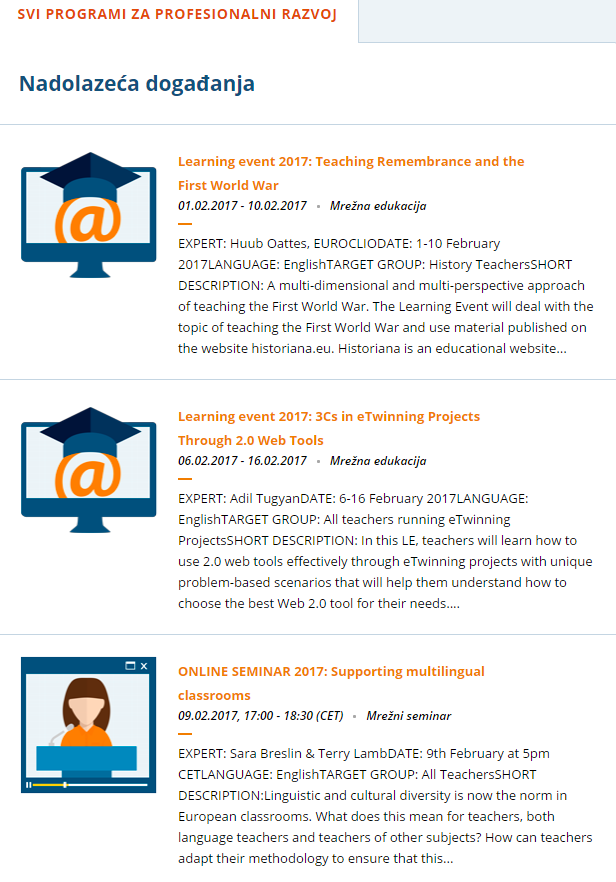 SVI PROGRAMI ZA PROFESIONALNI RAZVOJ
Nadolazeća događanja
@
Learning event 2017: Teaching Remembrance and the
First World War
01.02.2017 - 10.02.2017 • Mrežna edukacija
EXPERT: Huub Oattes, EUROCLIODATE: 1-10 February
2017LANGUAGE: EnglishTARGET GROUP: History TeachersSHORT
DESCRIPTION: A multi-dimensional and multi-perspective approach
of teaching the First World War. The Learning Event will deal with the
topic of teaching the First World War and use material published on
the website historiana.eu. Historiana is an educational website...
@
Learning event 2017: 3Cs in eTwinning Projects
Through 2.0 Web Tools
06.02.2017 - 16.02.2017 • Mrežna edukacija
EXPERT: Adil TugyanDATE: 6-16 February 2017LANGUAGE:
EnglishTARGET GROUP: All teachers running eTwinning
ProjectsSHORT DESCRIPTION: In this LE, teachers will learn how to
use 2.0 web tools effectively through eTwinning projects with unique
problem-based scenarios that will help them understand how to
choose the best Web 2.0 tool for their needs....
ONLINE SEMINAR 2017: Supporting multilingual
classrooms
09.02.2017, 17:00 - 18:30 (CET) • Mrežni seminar
EXPERT: Sara Breslin & Terry LambDATE: 9th February at 5pm
CETLANGUAGE: EnglishTARGET GROUP: All TeachersSHORT
DESCRIPTION:Linguistic and cultural diversity is now the norm in
European classrooms. What does this mean for teachers, both
language teachers and teachers of other subjects? How can teachers
adapt their methodology to ensure that this...